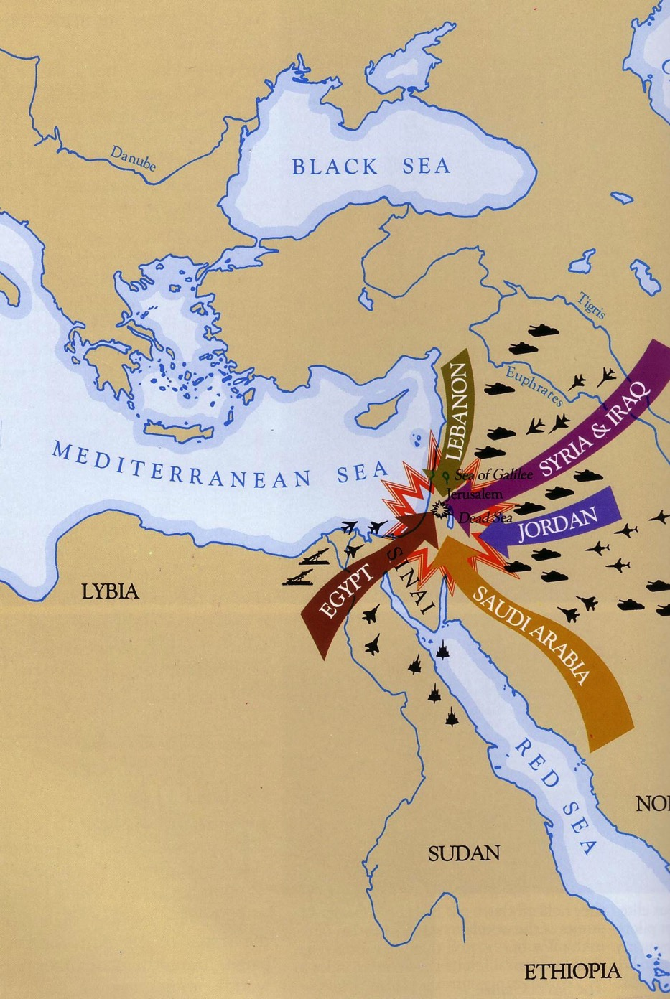 Danube
BLACK SEA
Tigris
Euphrates
LEBANON
SYRIA & IRAQ
MEDITERRANEAN SEA
Sea of Galilee
Jerusalem
Dead Sea
JORDAN
SINAI
EGYPT
LYBIA
SAUDI ARABIA
RED SEA
SUDAN
ETHIOPIA